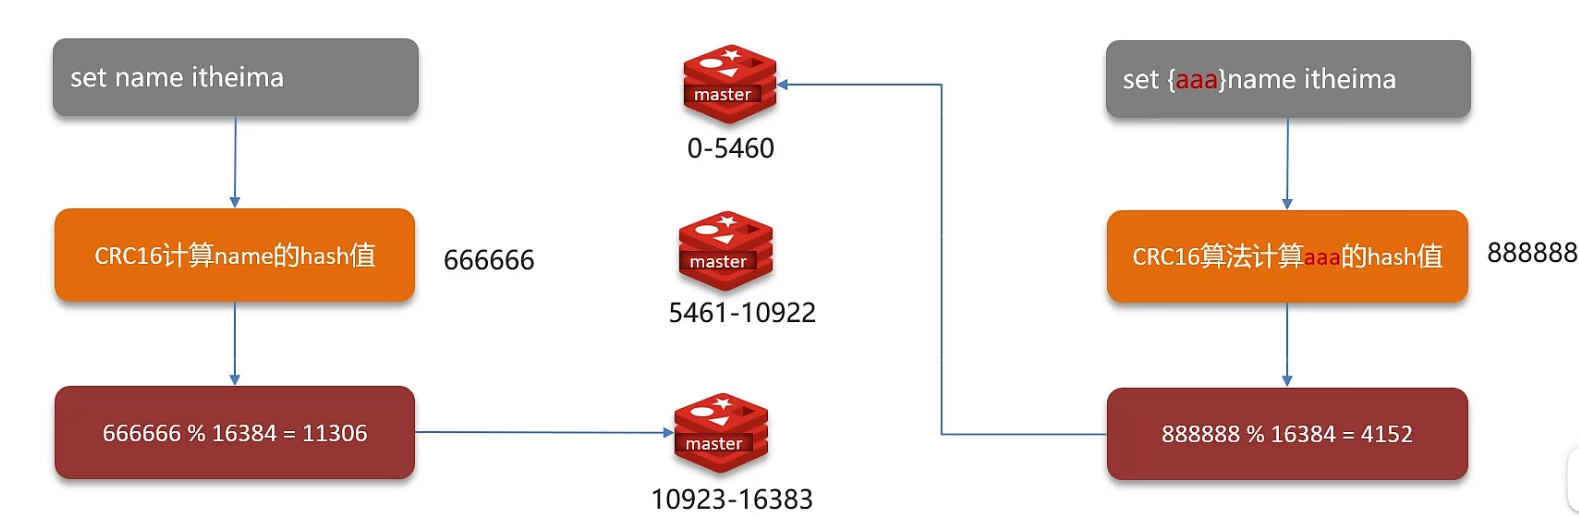 set name itheima
CRC16计算name的hash值
666666
666666 % 16384 = 11306
master
0-5460
master
5461-10922
master
10923-16383
set {aaa}name itheima
CRC16算法计算aaa的hash值
888888
888888 % 16384 = 4152